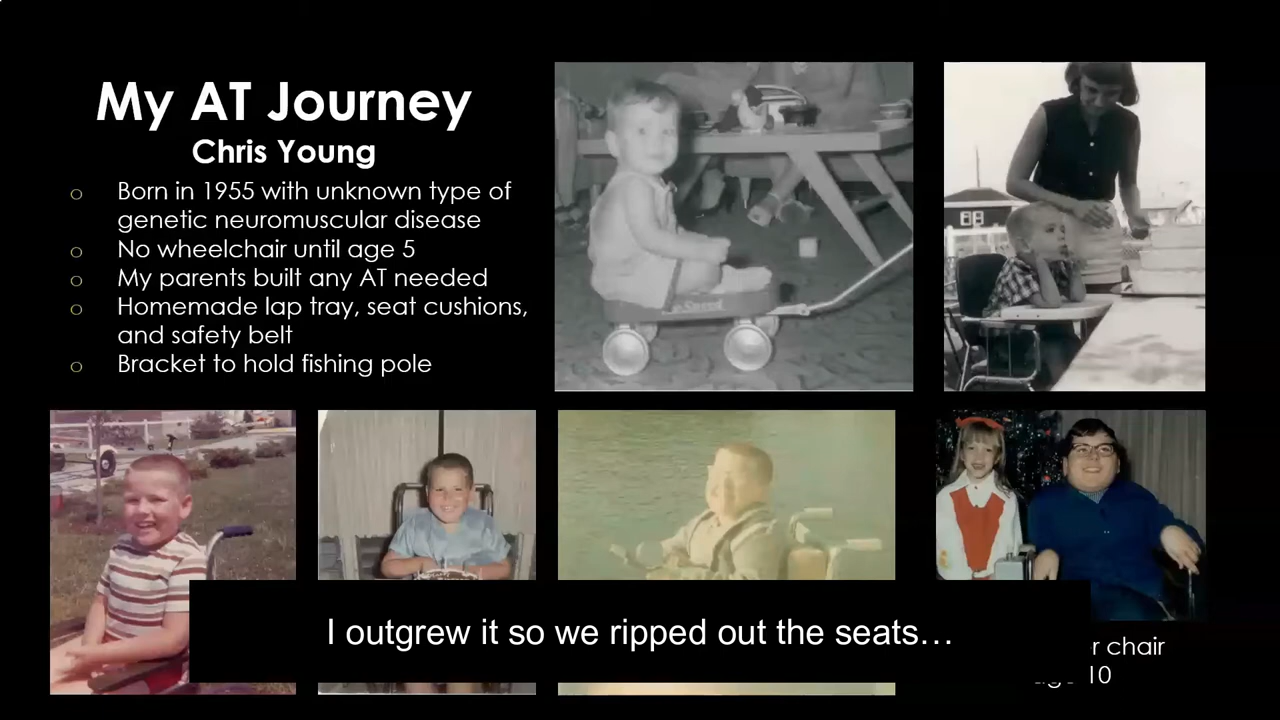 My AT Journey
Chris Young
o Born in 1955 with unknown type of
genetic neuromuscular disease
o No wheelchair until age 5
o My parents built any AT needed
o Homemade lap tray, seat cushions,
and safety belt
o Bracket to hold fishing pole
I outgrew it so we ripped out the seats…
chair
10